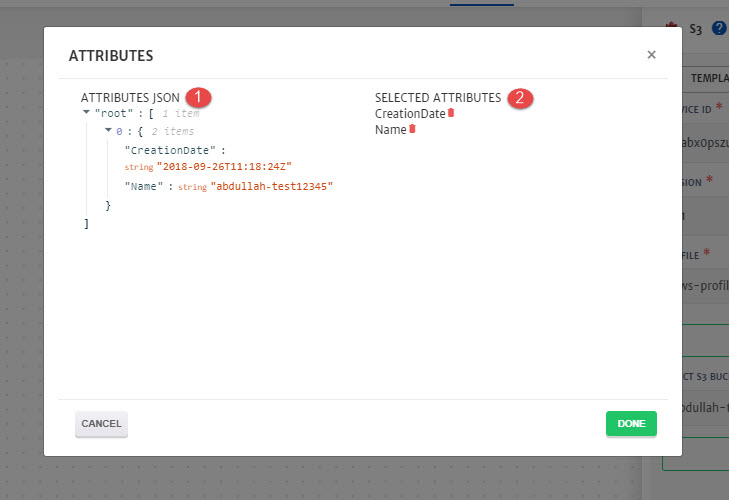 S3 ?
ATTRIBUTES
×
TEMPLA
ATTRIBUTES JSON 1
SELECTED ATTRIBUTES 2
"root" : [ 1 item
CreationDate
0 : { 2 items
Name
"CreationDate" :
string "2018-09-26T11:18:24Z"
"Name" : string "abdullah-test12345"
}
]
VICE ID *
abx0pszu
SION *
1
FILE *
ws-profil
CT S3 BUC
odullah-t
CANCEL
DONE